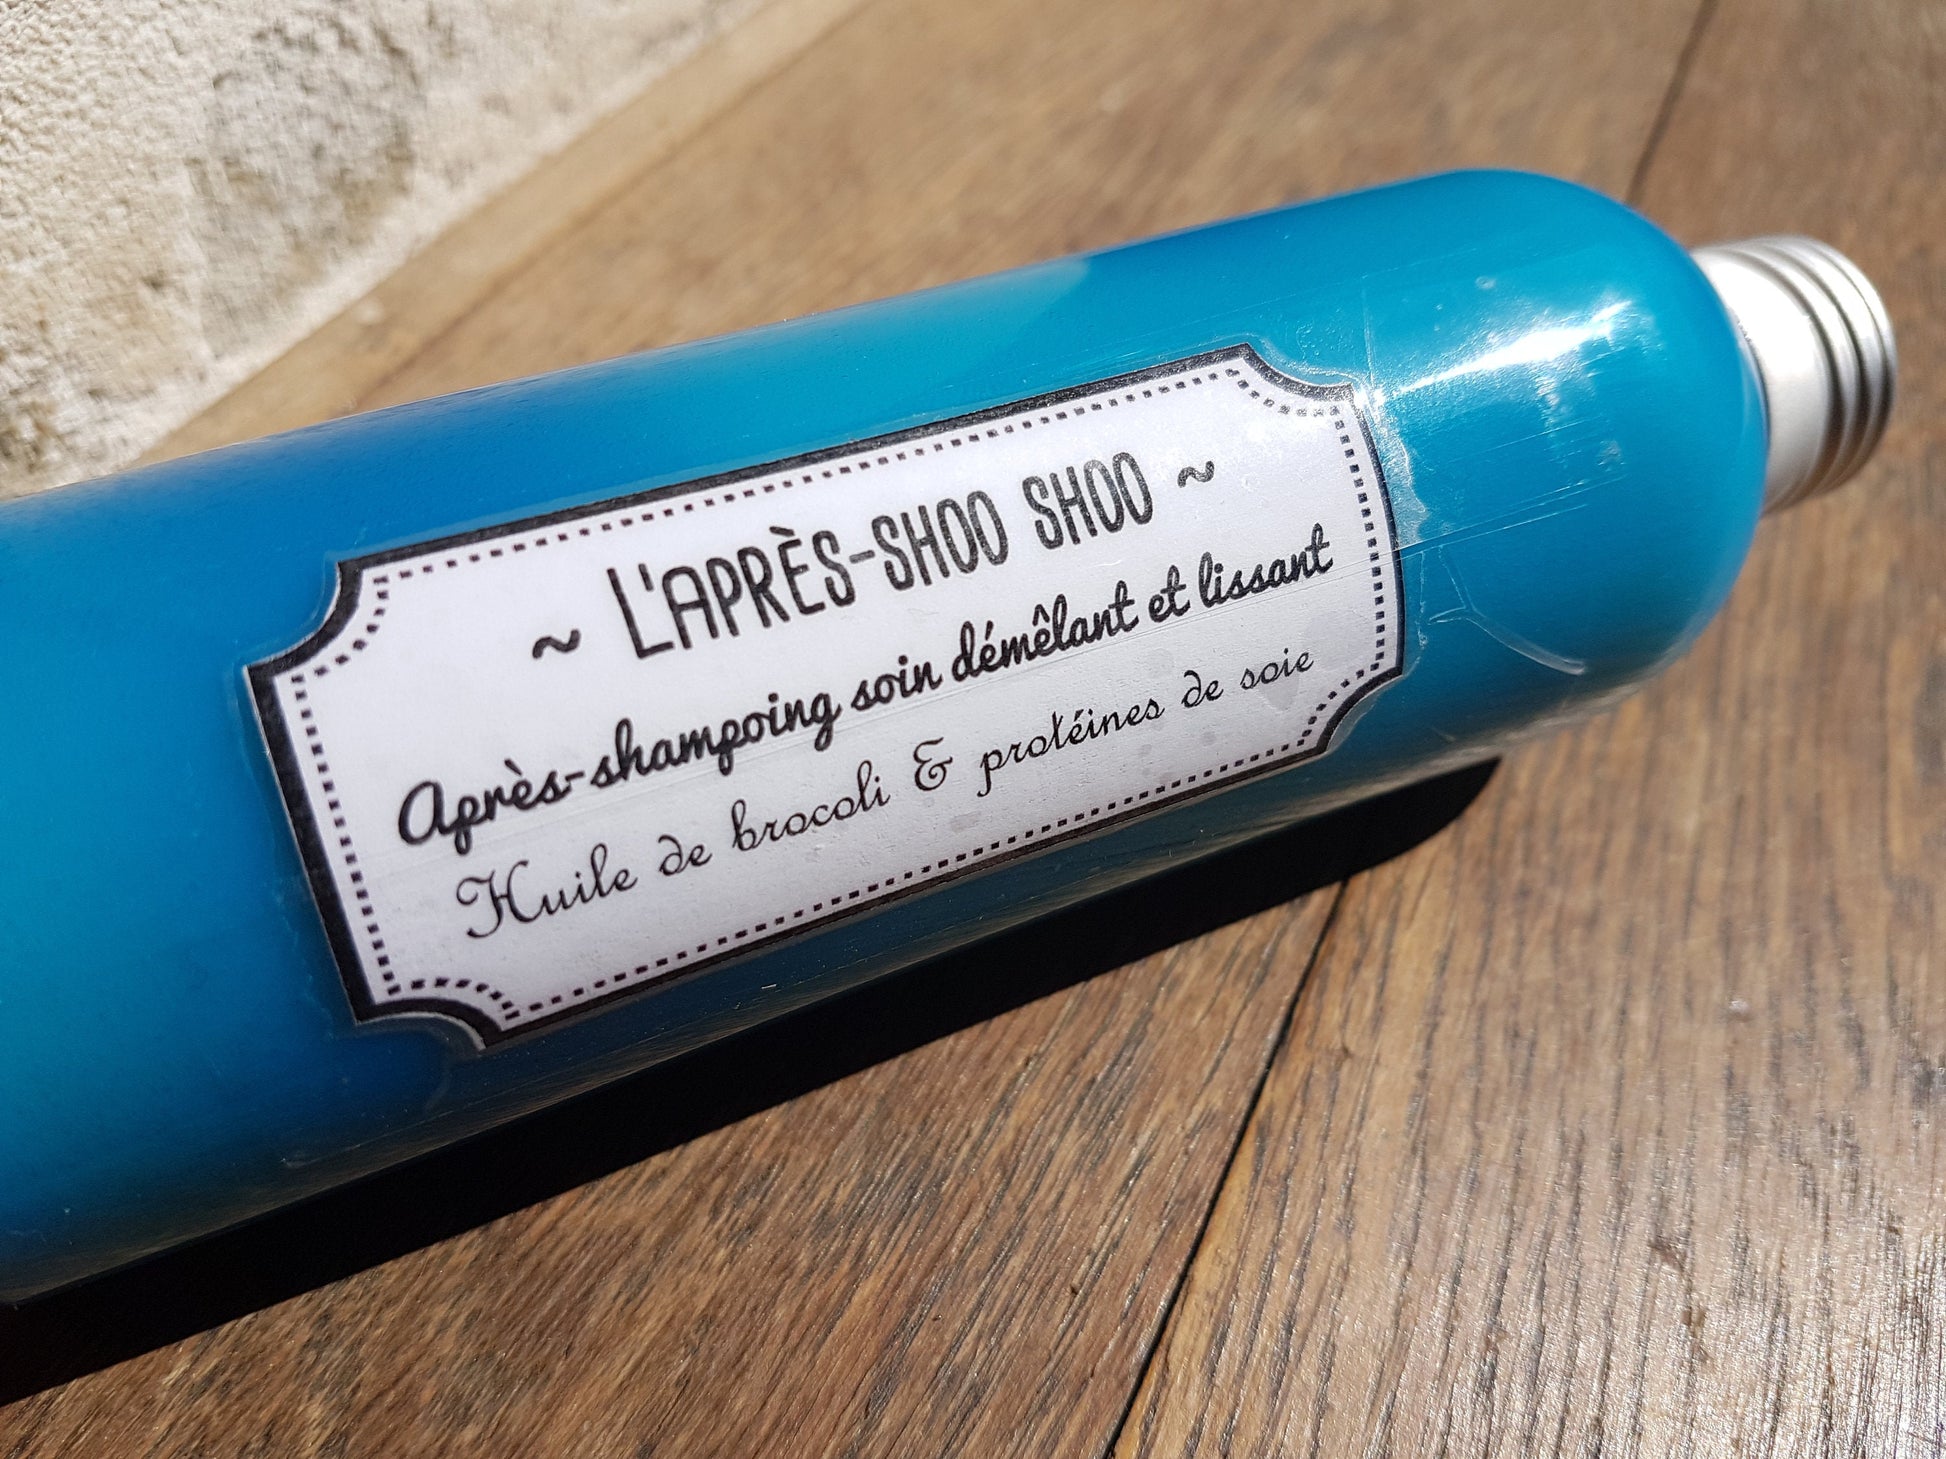 ~ L'APRÈS-SHOO SHOO ~
Après-shampoing soin démêlant et lissant
Huile de brocoli & protéines de soie